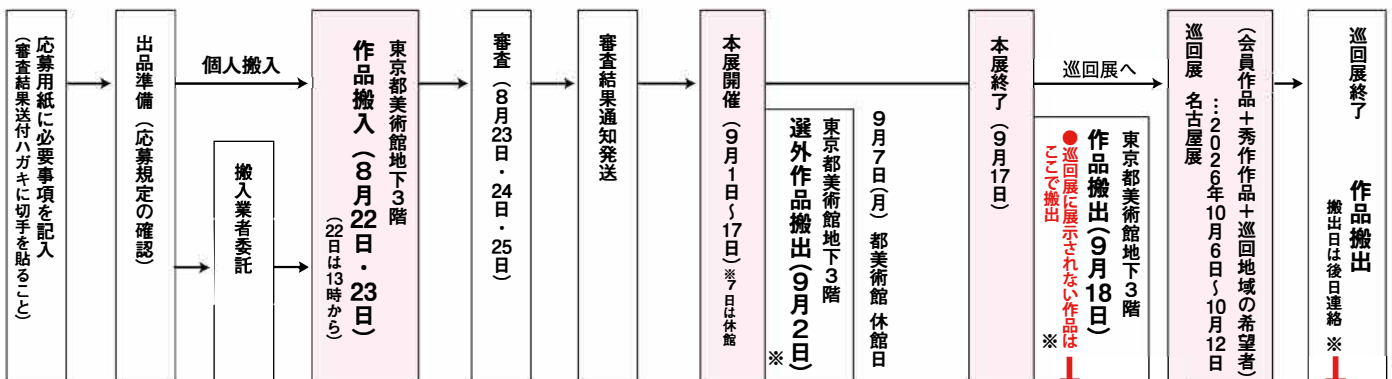 応募用紙に必要事項を記入
（審査結果送付ハガキに切手を貼ること）
出品準備（応募規定の確認）
個人搬入
搬入業者委託
東京都美術館地下3階
作品搬入（8月22日・23日）
（22日は13時から）
審査（8月23日・24日・25日）
審査結果通知発送
本展開催（9月1日〜17日）※7日は休館
東京都美術館地下3階
選外作品搬出（9月2日）
※
9月7日（月）都美術館 休館日
本展終了（9月17日）
巡回展へ
東京都美術館地下3階
作品搬出（9月18日）
●巡回展に展示されない作品は
ここで搬出
※
（会員作品＋秀作作品＋巡回地域の希望者）
巡回展 …2026年10月6日〜10月12日
名古屋展
巡回展終了
作品搬出
搬出日は後日連絡 ※